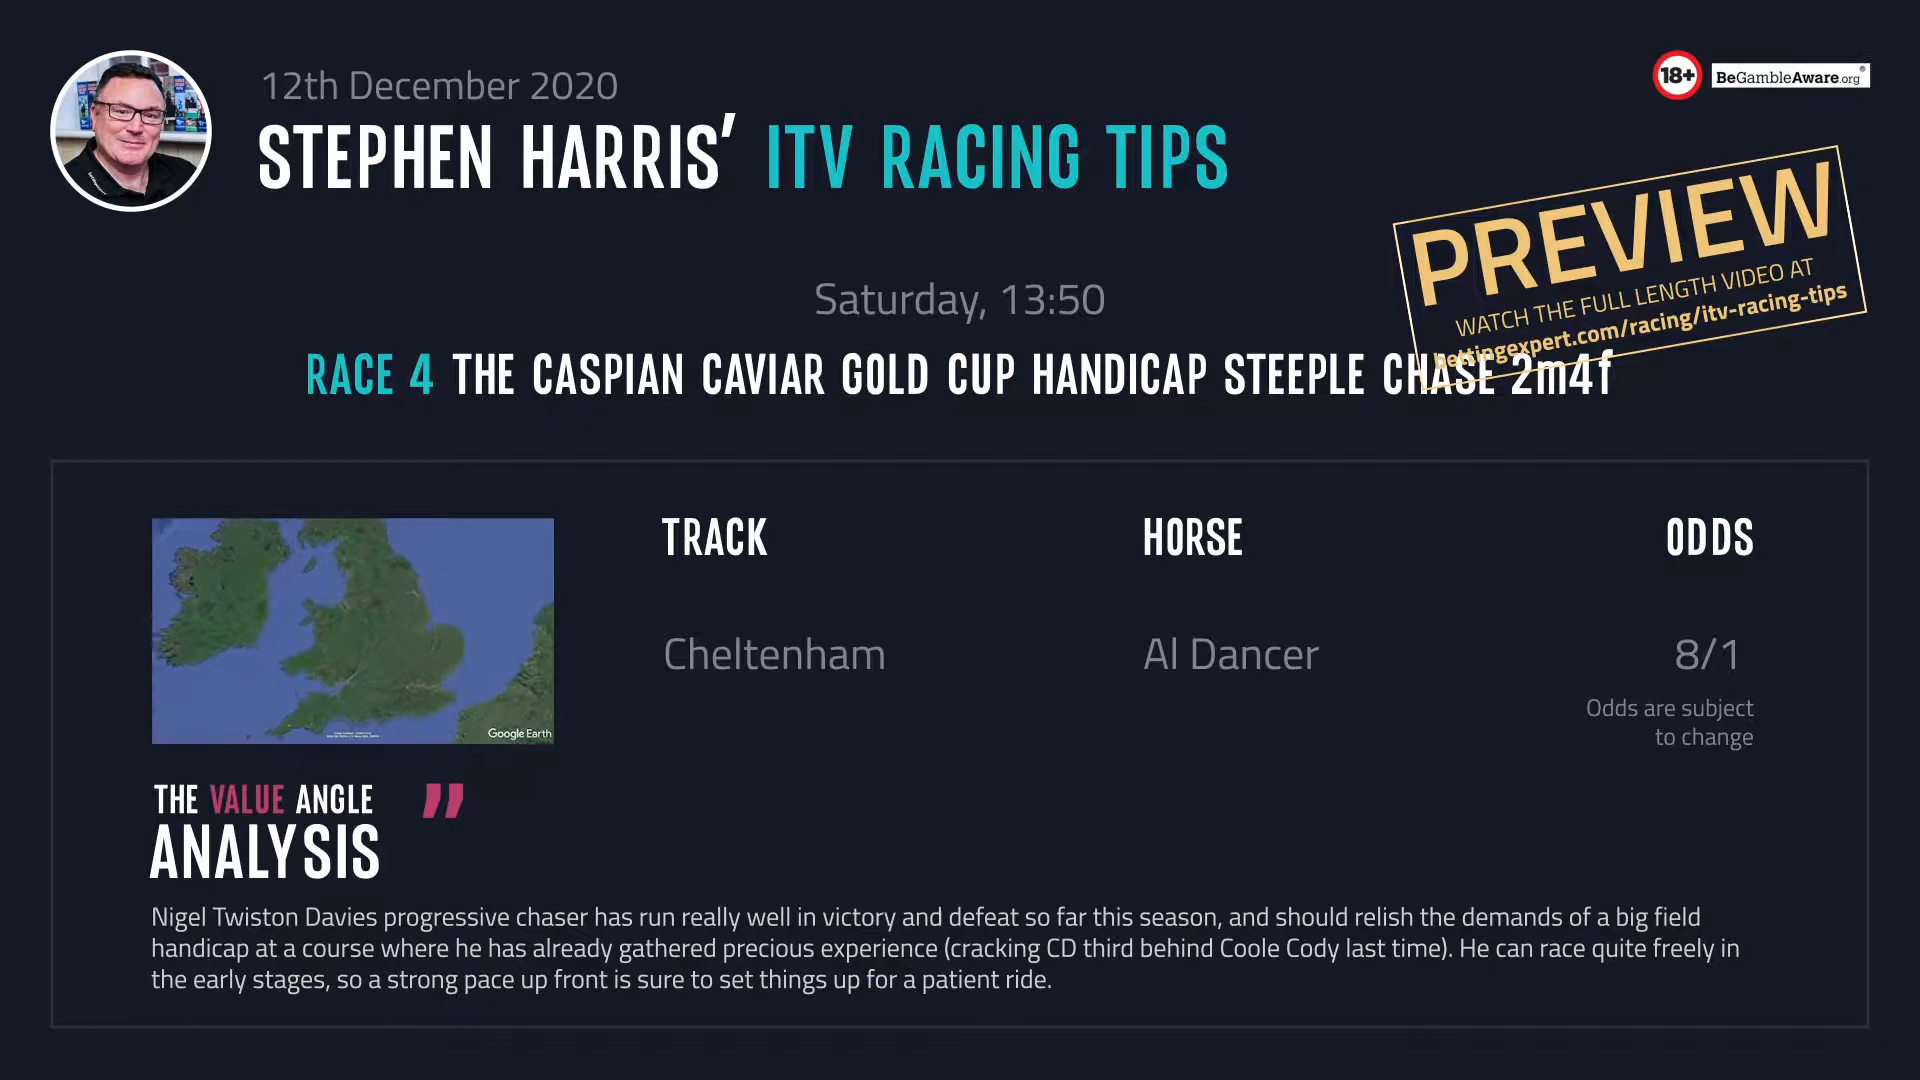 12th December 2020
STEPHEN HARRIS' ITV RACING TIPS
18+ BeGambleAware.org®
PREVIEW
WATCH THE FULL LENGTH VIDEO AT
bettingexpert.com/racing/itv-racing-tips
Saturday, 13:50
RACE 4 THE CASPIAN CAVIAR GOLD CUP HANDICAP STEEPLE CHASE 2m4f
TRACK HORSE ODDS
Cheltenham Al Dancer 8/1
Odds are subject
to change
Google Earth
THE VALUE ANGLE "
ANALYSIS
Nigel Twiston Davies progressive chaser has run really well in victory and defeat so far this season, and should relish the demands of a big field
handicap at a course where he has already gathered precious experience (cracking CD third behind Coole Cody last time). He can race quite freely in
the early stages, so a strong pace up front is sure to set things up for a patient ride.